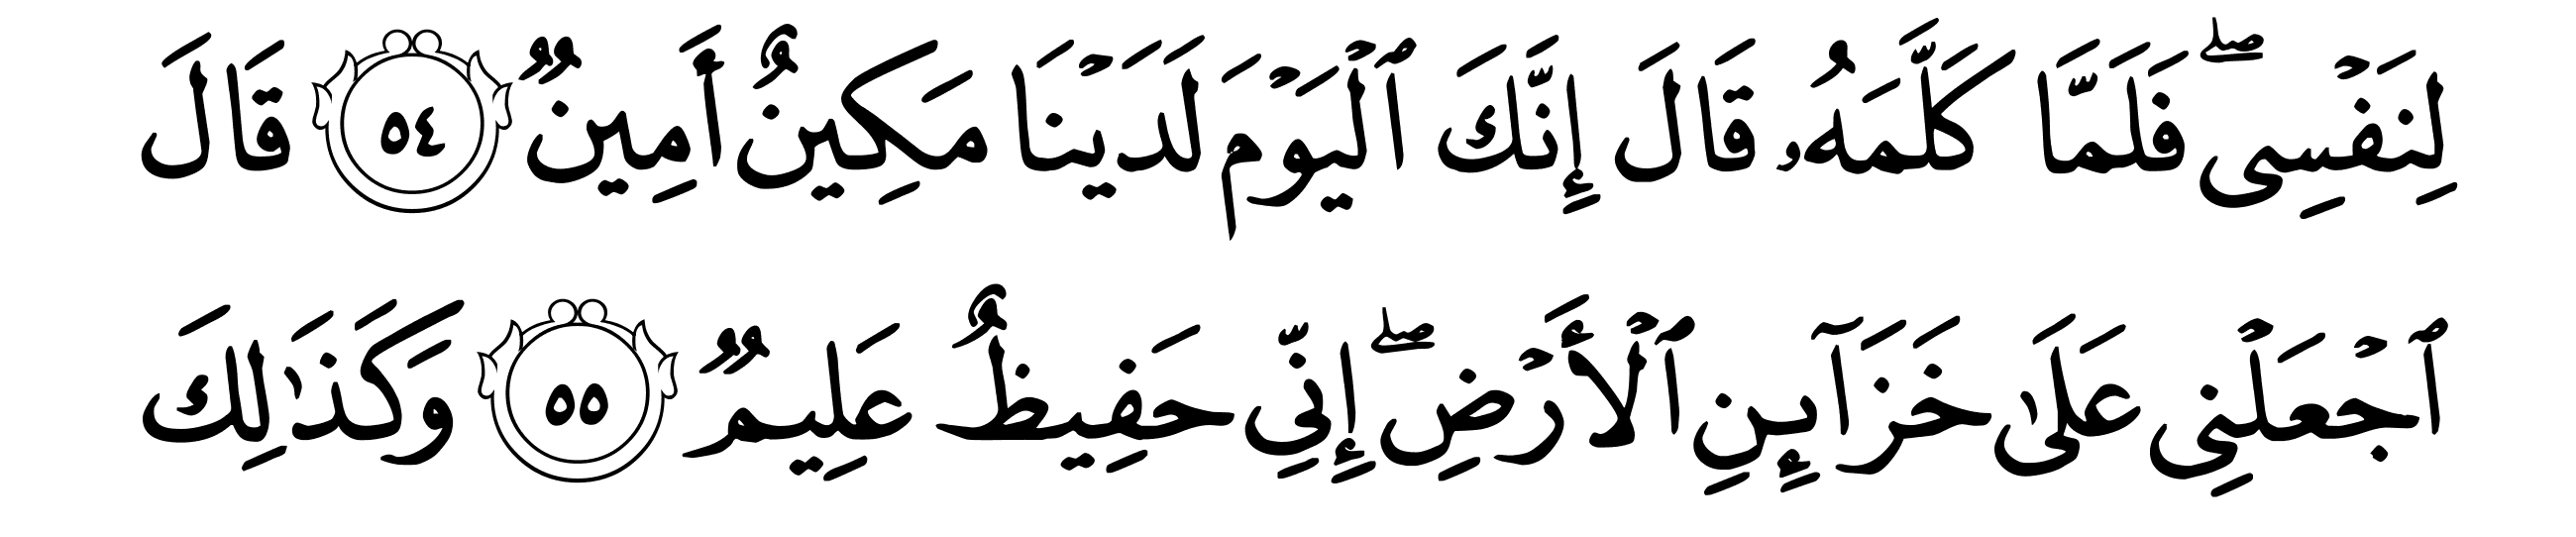 لِنَفْسِى ۖ فَلَمَّا كَلَّمَهُۥ قَالَ إِنَّكَ ٱلْيَوْمَ لَدَيْنَا مَكِينٌ أَمِينٌ ٥٤ قَالَ
ٱجْعَلْنِى عَلَىٰ خَزَآئِنِ ٱلْأَرْضِ ۖ إِنِّى حَفِيظٌ عَلِيمٌ ٥٥ وَكَذَٰلِكَ